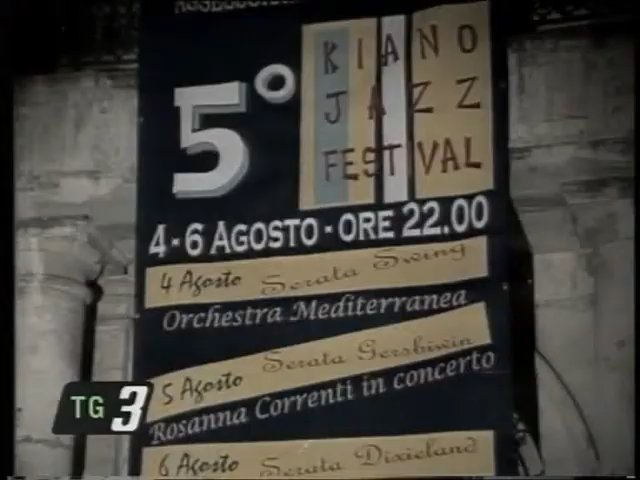 5°
KIANO
JAZZ
FESTIVAL
4-6 AGOSTO-ORE 22.00
4 Agosto Serata Swing
Orchestra Mediterranea
5 Agosto Serata Gershiwin
Rosanna Correnti in concerto
6 Agosto Serata Dixieland
TG3